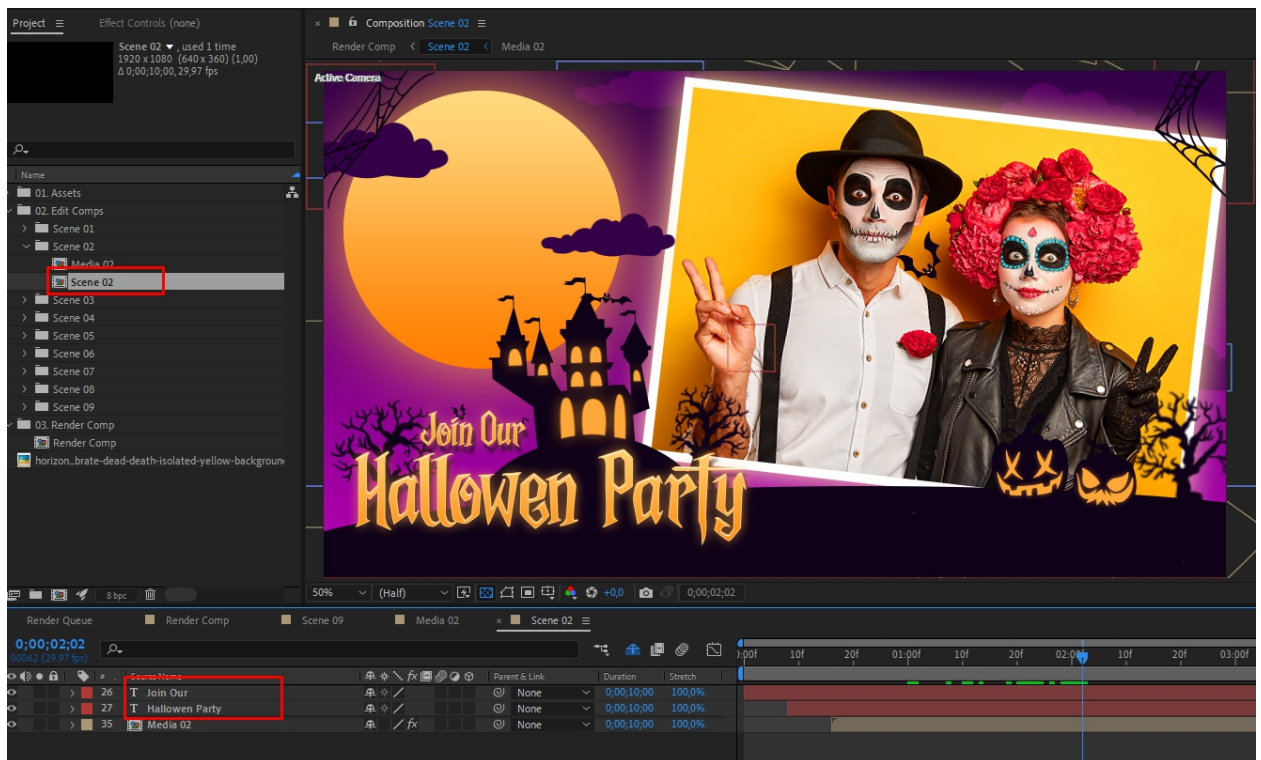 Project Effect Controls (none)
Scene 02 , used 1 time
1920 x 1080 (640 x 360) (1,00)
Δ 0;00;10;00, 29,97 fps
Name
01. Assets
02. Edit Comps
Scene 01
Scene 02
Media 02
Scene 02
Scene 03
Scene 04
Scene 05
Scene 06
Scene 07
Scene 08
Scene 09
03. Render Comp
Render Comp
horizon...brate-dead-death-isolated-yellow-background
8 bpc
× Composition Scene 02
Render Comp < Scene 02 < Media 02
Active Camera
Join Our
Hallowen Party
50% (Half) +0,0 0;00;02;02
Render Queue Render Comp Scene 09 Media 02 × Scene 02
0;00;02;02
00062 (29.97 fps)
):00f 10f 20f 01:00f 10f 20f 02:00f 10f 20f 03:00f
# Source Name fx Parent & Link Duration Stretch
26 T Join Our None 0;00;10;00 100,0%
27 T Hallowen Party None 0;00;10;00 100,0%
35 Media 02 fx None 0;00;10;00 100,0%